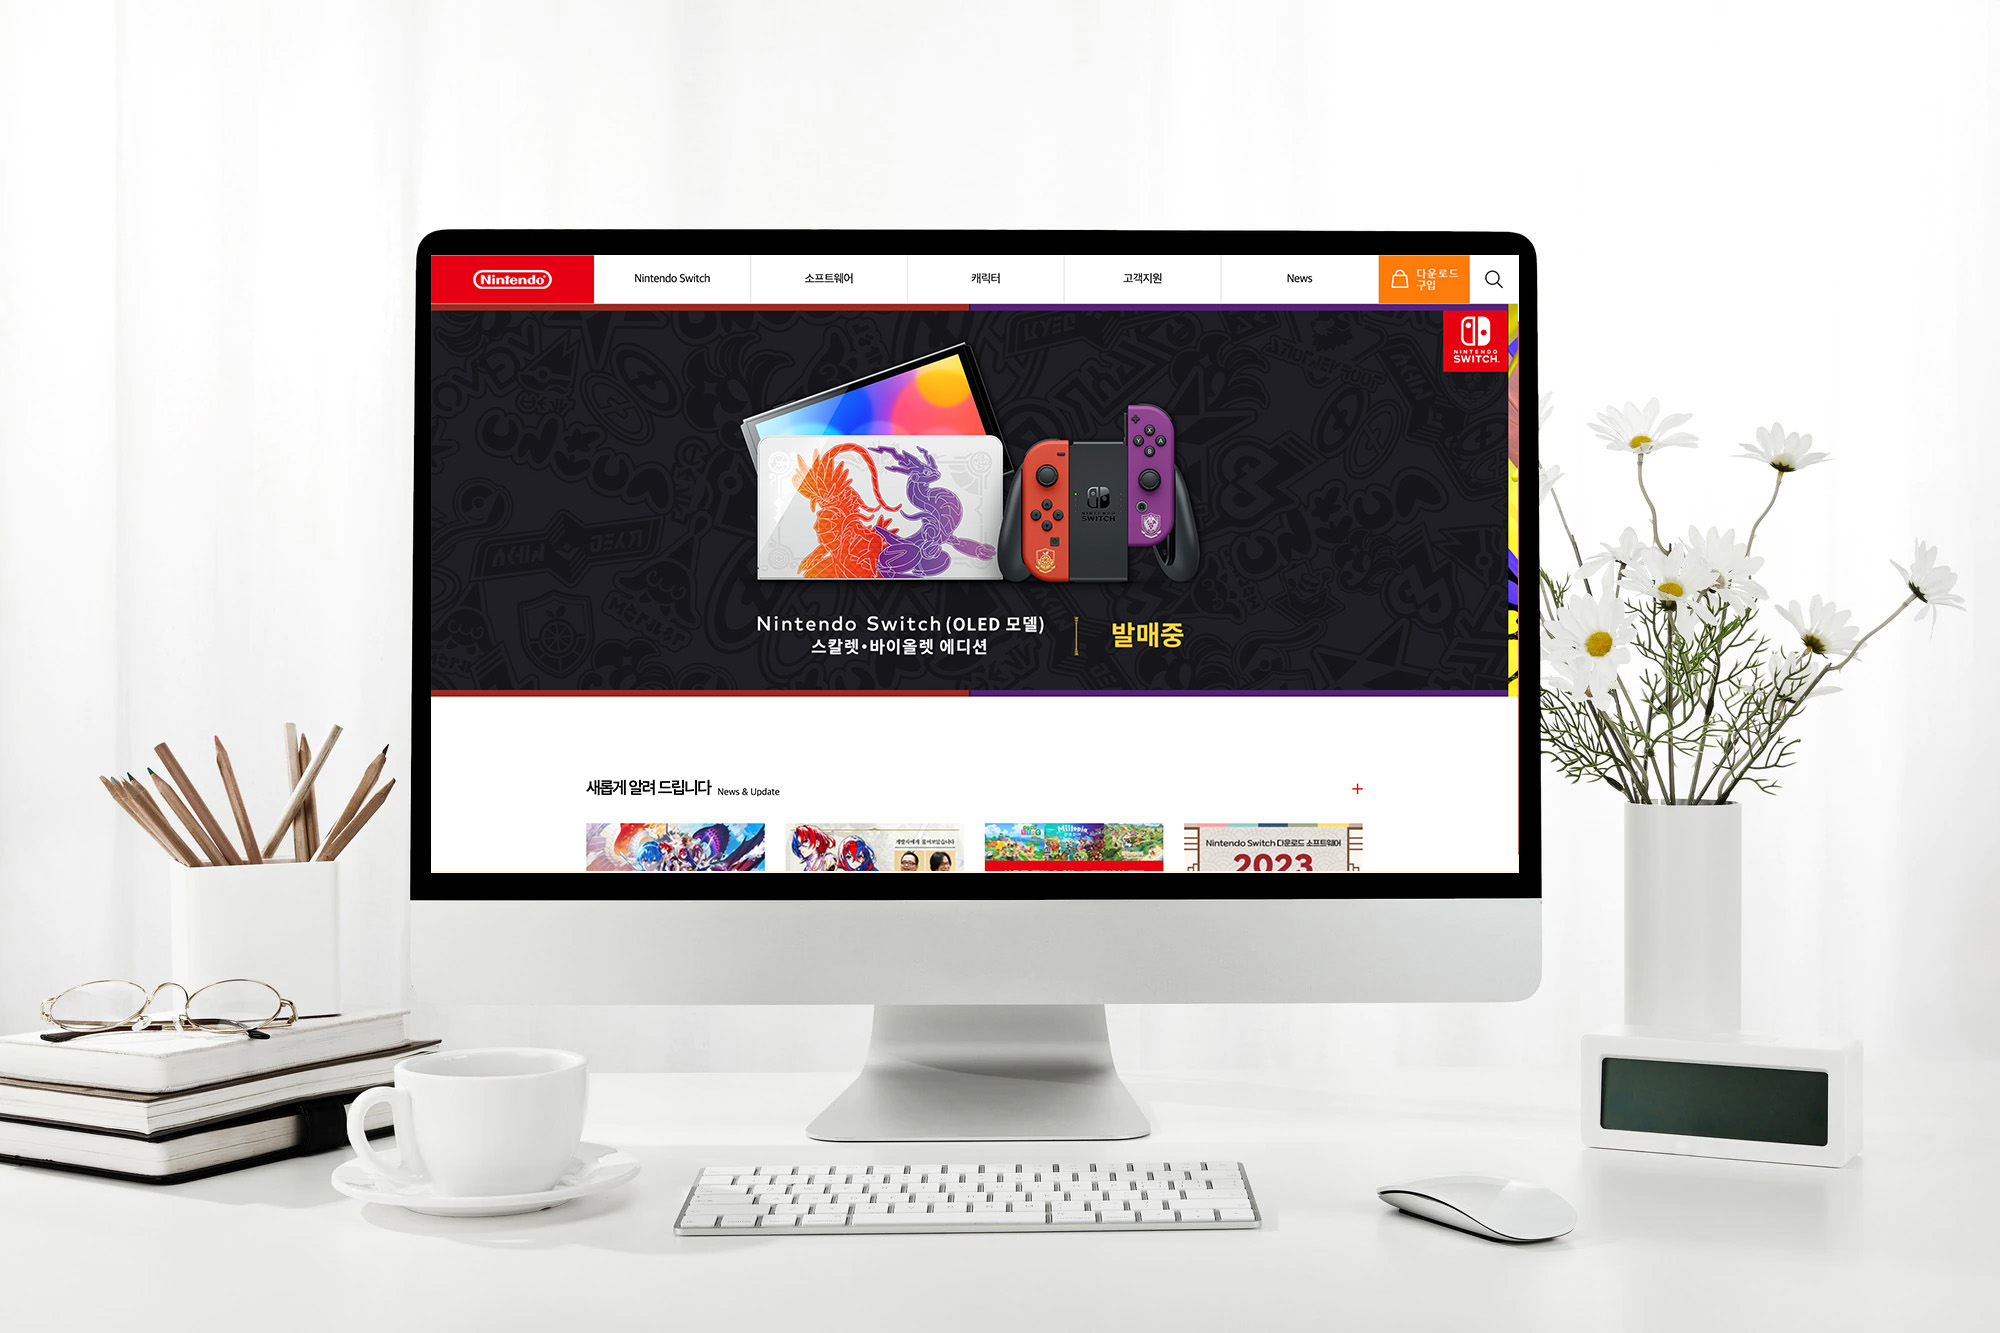 Nintendo
Nintendo Switch
소프트웨어
캐릭터
고객지원
News
다운로드
구입
NINTENDO
SWITCH
NINTENDO
SWITCH
Nintendo Switch(OLED 모델)
스칼렛•바이올렛 에디션
발매중
새롭게 알려 드립니다 News & Update
+
Miitopia
Nintendo Switch 다운로드 소프트웨어
2023